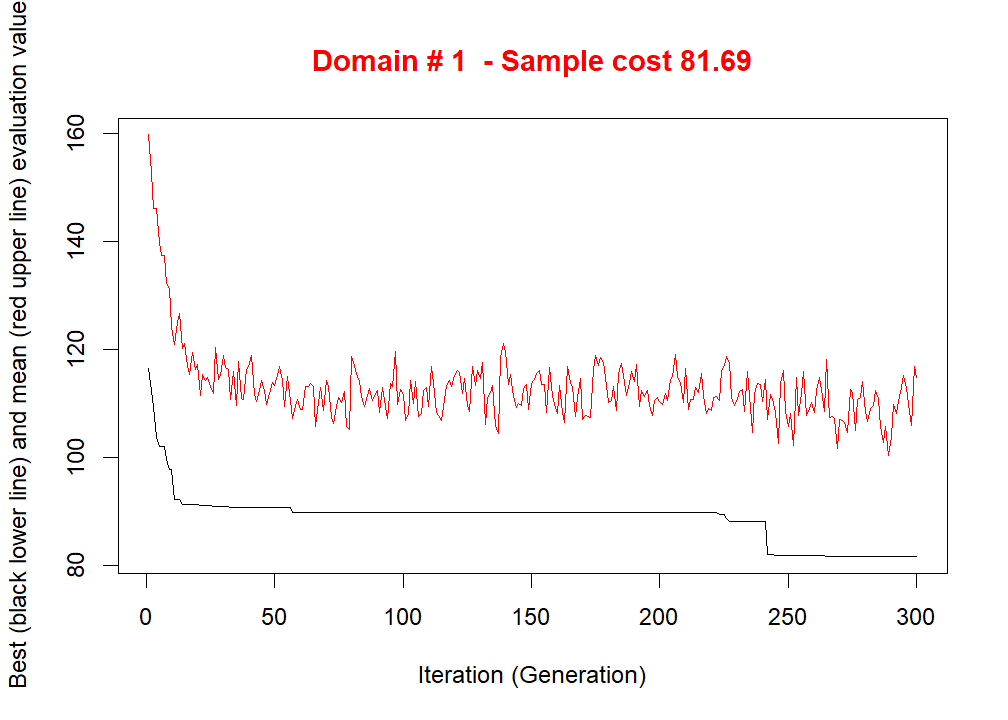 Domain # 1  - Sample cost 81.69
Best (black lower line) and mean (red upper line) evaluation value
160
140
120
100
80
0 50 100 150 200 250 300
Iteration (Generation)